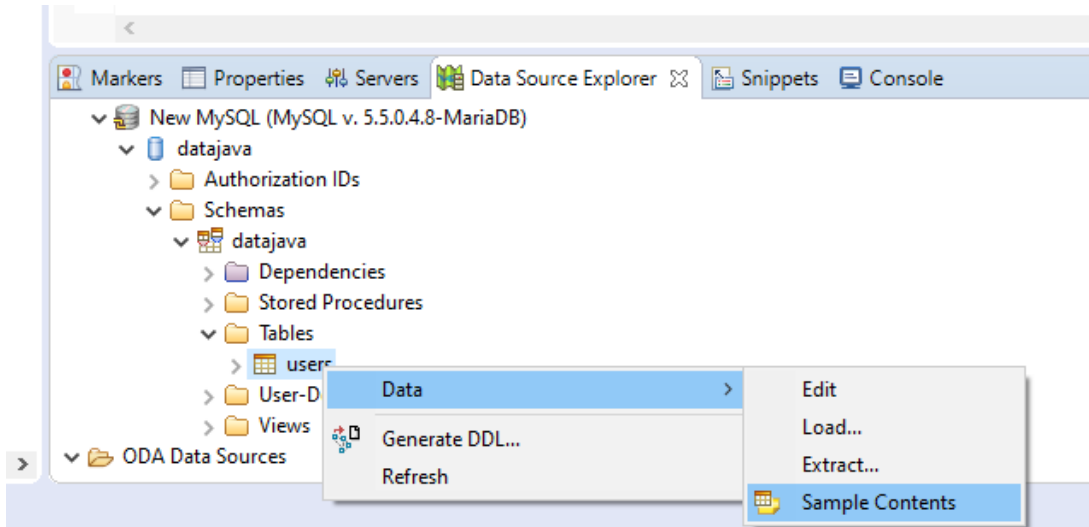 Markers Properties Servers Data Source Explorer Snippets Console
New MySQL (MySQL v. 5.5.0.4.8-MariaDB)
datajava
Authorization IDs
Schemas
datajava
Dependencies
Stored Procedures
Tables
users
User-D
Views
ODA Data Sources
Data
Generate DDL...
Refresh
Edit
Load...
Extract...
Sample Contents